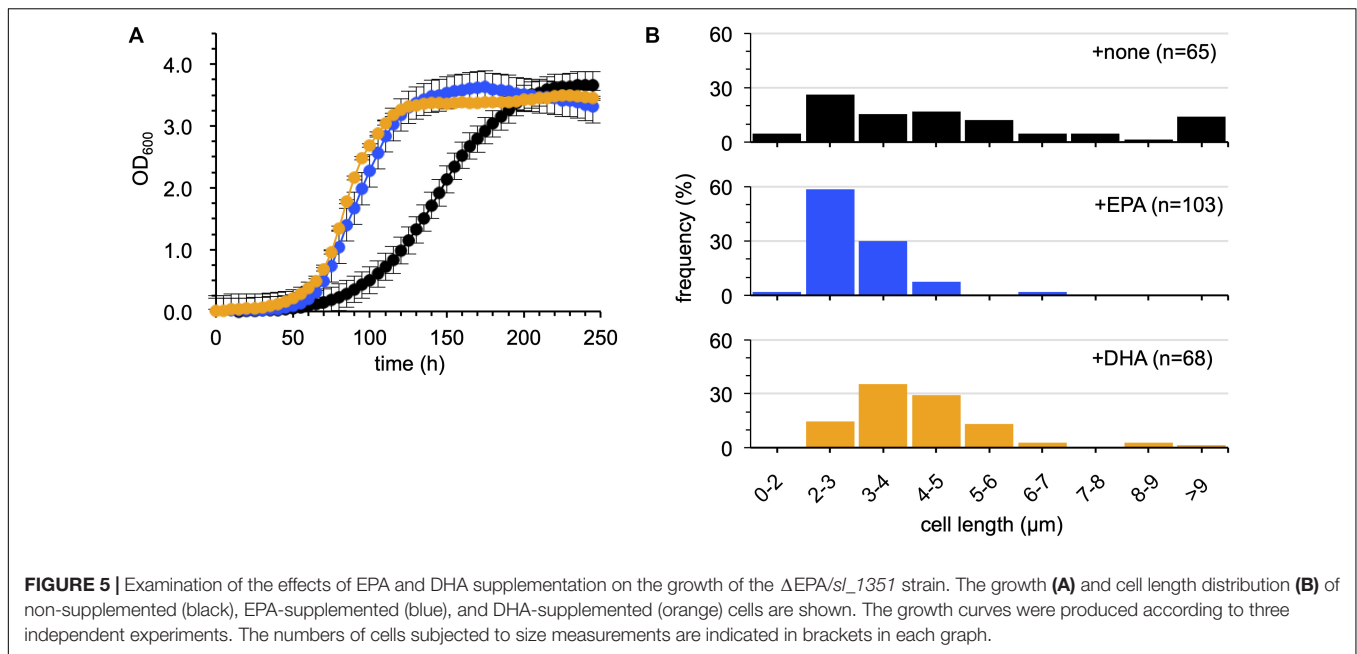 A
4.0
3.0
2.0
1.0
0.0
OD600
0
50
100
150
200
250
time (h)
B
60
30
0
+none (n=65)
60
30
0
+EPA (n=103)
60
30
0
+DHA (n=68)
frequency (%)
0-2
2-3
3-4
4-5
5-6
6-7
7-8
8-9
>9
cell length (µm)
FIGURE 5 | Examination of the effects of EPA and DHA supplementation on the growth of the ΔEPA/sl_1351 strain. The growth (A) and cell length distribution (B) of
non-supplemented (black), EPA-supplemented (blue), and DHA-supplemented (orange) cells are shown. The growth curves were produced according to three
independent experiments. The numbers of cells subjected to size measurements are indicated in brackets in each graph.